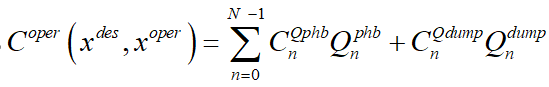 . C^{oper} (x^{des}, x^{oper}) = \sum_{n=0}^{N-1} C_n^{Qphb} Q_n^{phb} + C_n^{Qdump} Q_n^{dump}